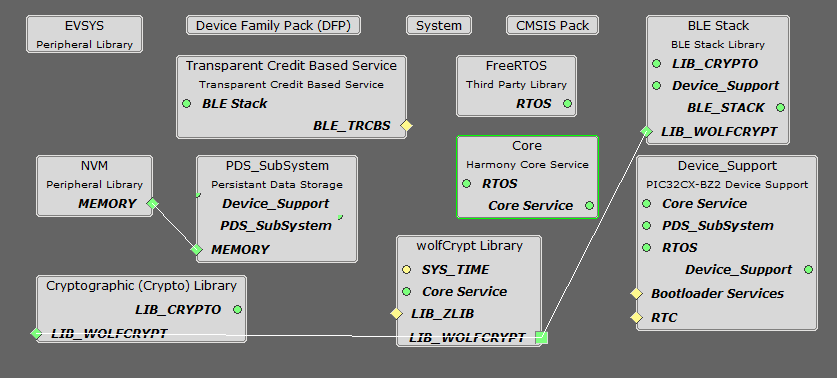 EVSYS
Peripheral Library
Device Family Pack (DFP)
System
CMSIS Pack
BLE Stack
BLE Stack Library
LIB_CRYPTO
Device_Support
BLE_STACK
LIB_WOLFCRYPT
Transparent Credit Based Service
Transparent Credit Based Service
BLE Stack
BLE_TRCBS
FreeRTOS
Third Party Library
RTOS
Core
Harmony Core Service
RTOS
Core Service
NVM
Peripheral Library
MEMORY
PDS_SubSystem
Persistant Data Storage
Device_Support
PDS_SubSystem
MEMORY
Device_Support
PIC32CX-BZ2 Device Support
Core Service
PDS_SubSystem
RTOS
Device_Support
Bootloader Services
RTC
wolfCrypt Library
SYS_TIME
Core Service
LIB_ZLIB
LIB_WOLFCRYPT
Cryptographic (Crypto) Library
LIB_CRYPTO
LIB_WOLFCRYPT